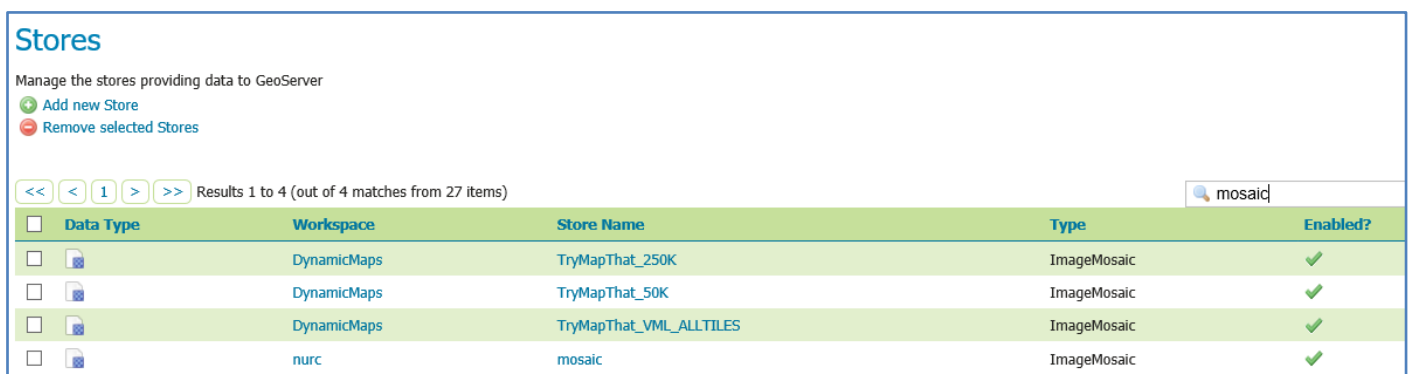 Stores
Manage the stores providing data to GeoServer
Add new Store
Remove selected Stores
<< < 1 > >> Results 1 to 4 (out of 4 matches from 27 items) mosaic
Data Type Workspace Store Name Type Enabled?
DynamicMaps TryMapThat_250K ImageMosaic
DynamicMaps TryMapThat_50K ImageMosaic
DynamicMaps TryMapThat_VML_ALLTILES ImageMosaic
nurc mosaic ImageMosaic